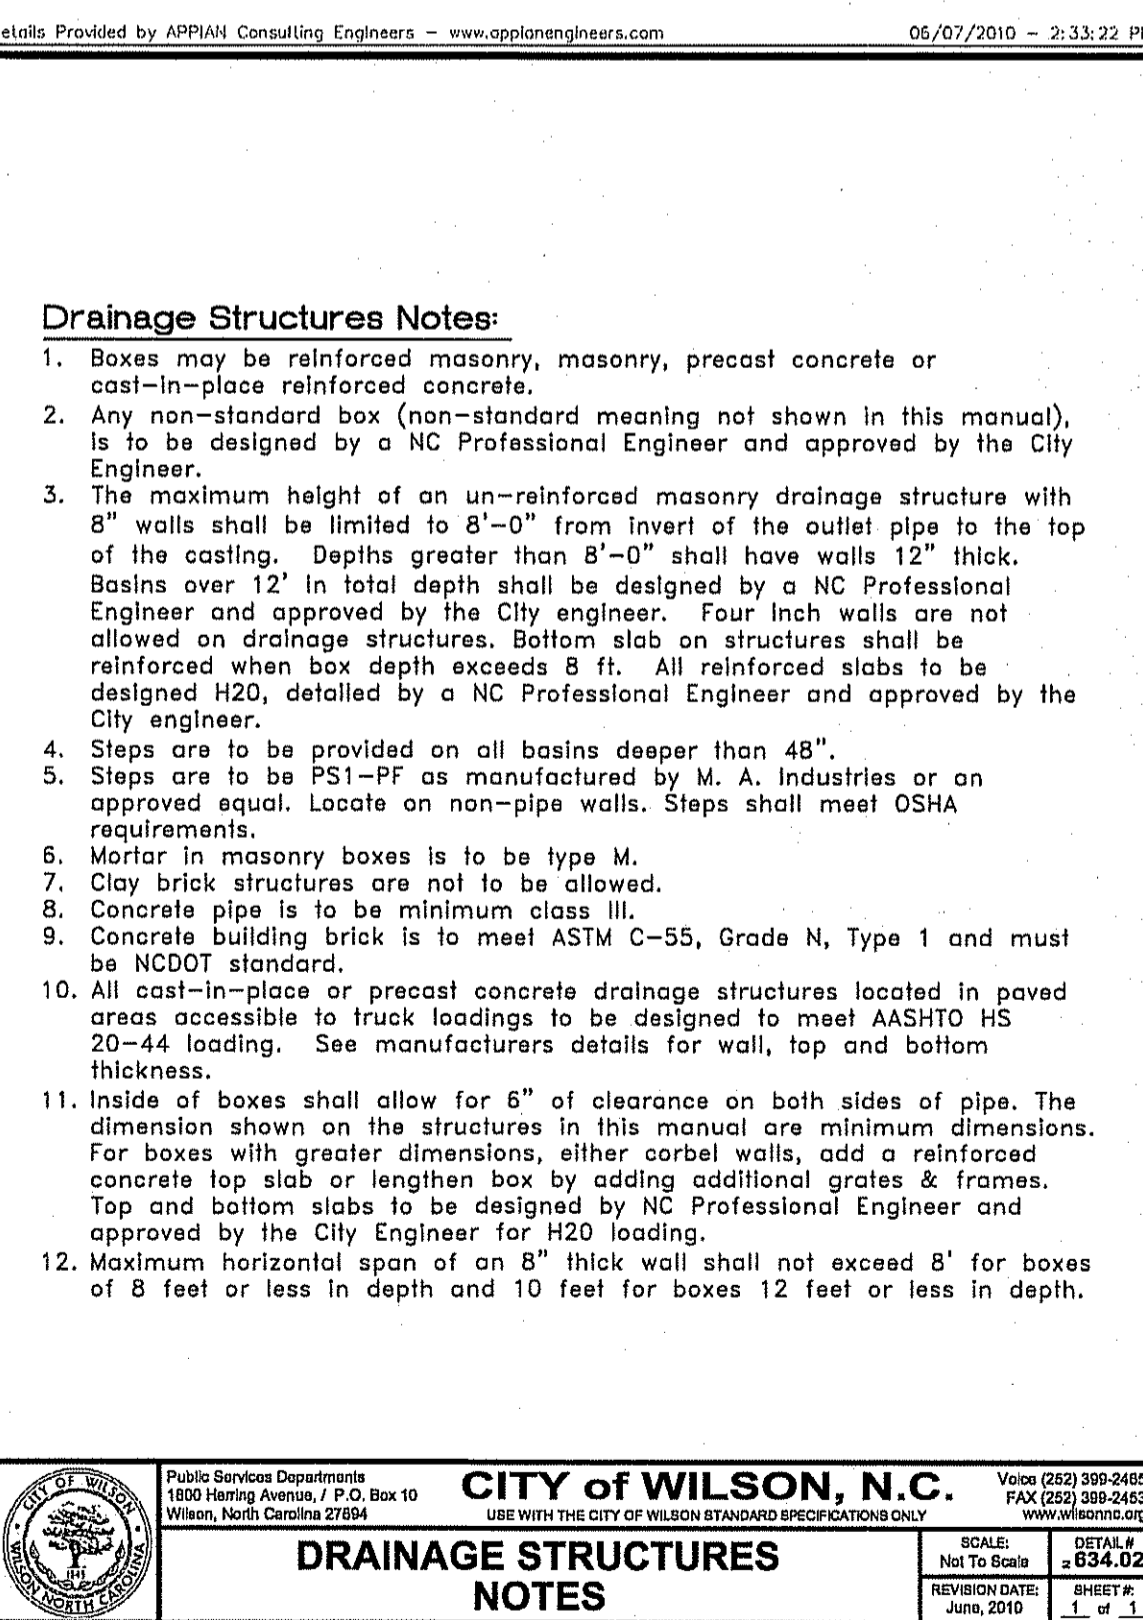 etails Provided by APPIAN Consulting Engineers – www.appianengineers.com 06/07/2010 – 2:33:22 P
Drainage Structures Notes:
1. Boxes may be reinforced masonry, masonry, precast concrete or
cast-in-place reinforced concrete.
2. Any non-standard box (non-standard meaning not shown in this manual),
is to be designed by a NC Professional Engineer and approved by the City
Engineer.
3. The maximum height of an un-reinforced masonry drainage structure with
8" walls shall be limited to 8'-0" from invert of the outlet pipe to the top
of the casting. Depths greater than 8'-0" shall have walls 12" thick.
Basins over 12' in total depth shall be designed by a NC Professional
Engineer and approved by the City engineer. Four inch walls are not
allowed on drainage structures. Bottom slab on structures shall be
reinforced when box depth exceeds 8 ft. All reinforced slabs to be
designed H20, detailed by a NC Professional Engineer and approved by the
City engineer.
4. Steps are to be provided on all basins deeper than 48".
5. Steps are to be PS1-PF as manufactured by M. A. Industries or an
approved equal. Locate on non-pipe walls. Steps shall meet OSHA
requirements.
6. Mortar in masonry boxes is to be type M.
7. Clay brick structures are not to be allowed.
8. Concrete pipe is to be minimum class III.
9. Concrete building brick is to meet ASTM C-55, Grade N, Type 1 and must
be NCDOT standard.
10. All cast-in-place or precast concrete drainage structures located in paved
areas accessible to truck loadings to be designed to meet AASHTO HS
20-44 loading. See manufacturers details for wall, top and bottom
thickness.
11. Inside of boxes shall allow for 6" of clearance on both sides of pipe. The
dimension shown on the structures in this manual are minimum dimensions.
For boxes with greater dimensions, either corbel walls, add a reinforced
concrete top slab or lengthen box by adding additional grates & frames.
Top and bottom slabs to be designed by NC Professional Engineer and
approved by the City Engineer for H20 loading.
12. Maximum horizontal span of an 8" thick wall shall not exceed 8' for boxes
of 8 feet or less in depth and 10 feet for boxes 12 feet or less in depth.
CITY OF WILSON
WILSON NORTH CAROLINA
Public Services Departments
1800 Herring Avenue, / P.O. Box 10
Wilson, North Carolina 27894
CITY of WILSON, N.C.
USE WITH THE CITY OF WILSON STANDARD SPECIFICATIONS ONLY
Voice (252) 399-2465
FAX (252) 399-2453
www.wilsonnc.org
DRAINAGE STRUCTURES
NOTES
SCALE:
Not To Scale
DETAIL #
634.02
REVISION DATE:
June, 2010
SHEET #:
1 of 1